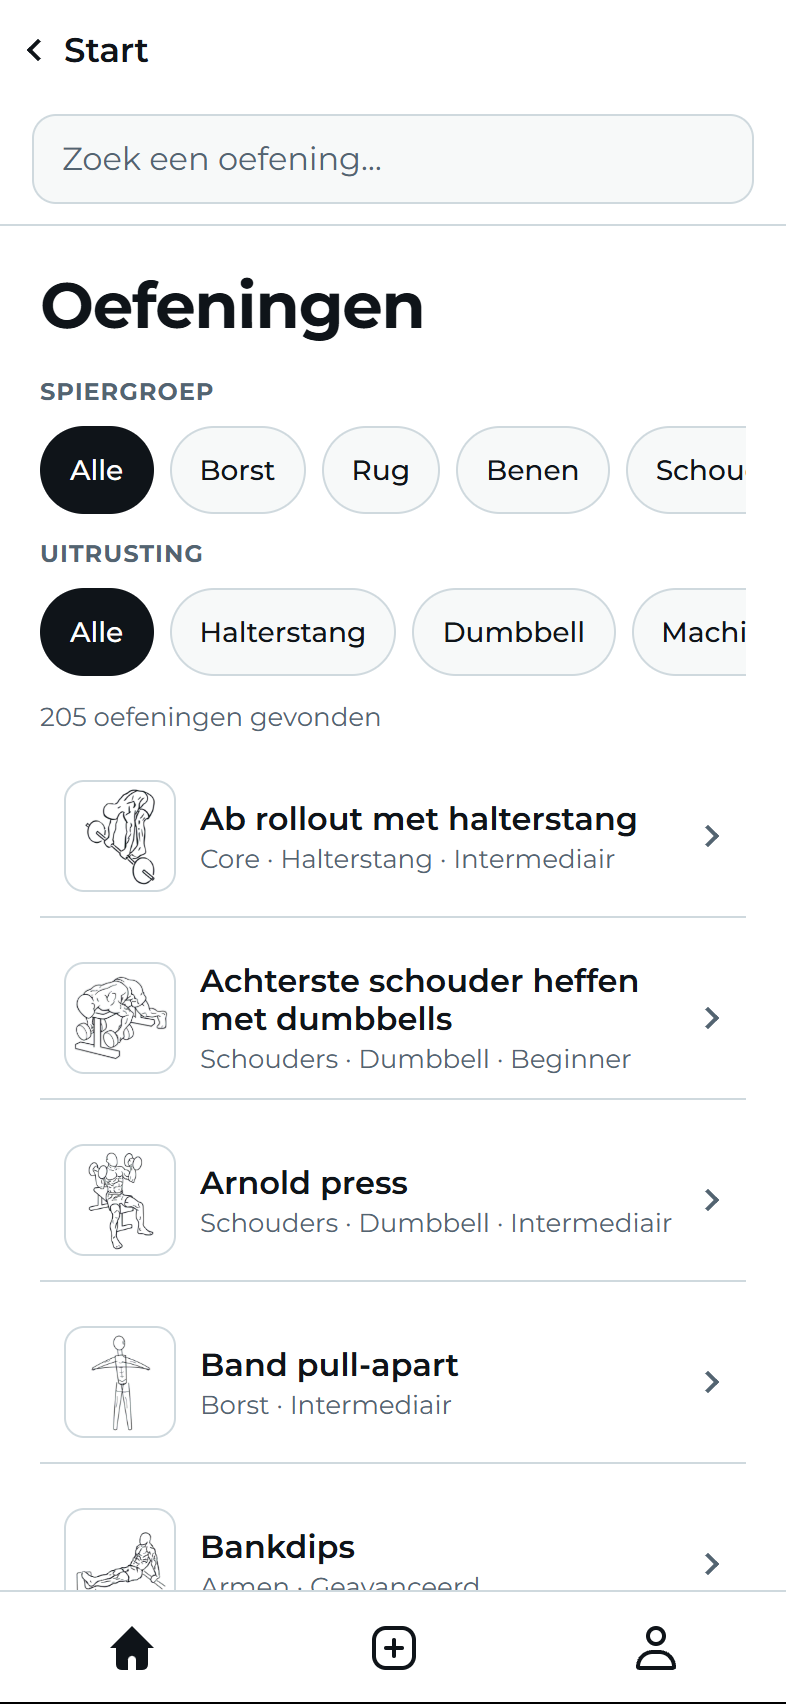 Start
Zoek een oefening...
Oefeningen
SPIERGROEP
Alle Borst Rug Benen
UITRUSTING
Alle Halterstang Dumbbell
205 oefeningen gevonden
Ab rollout met halterstang
Core · Halterstang · Intermediair
Achterste schouder heffen
met dumbbells
Schouders · Dumbbell · Beginner
Arnold press
Schouders · Dumbbell · Intermediair
Band pull-apart
Borst · Intermediair
Bankdips
Armen · Geavanceerd